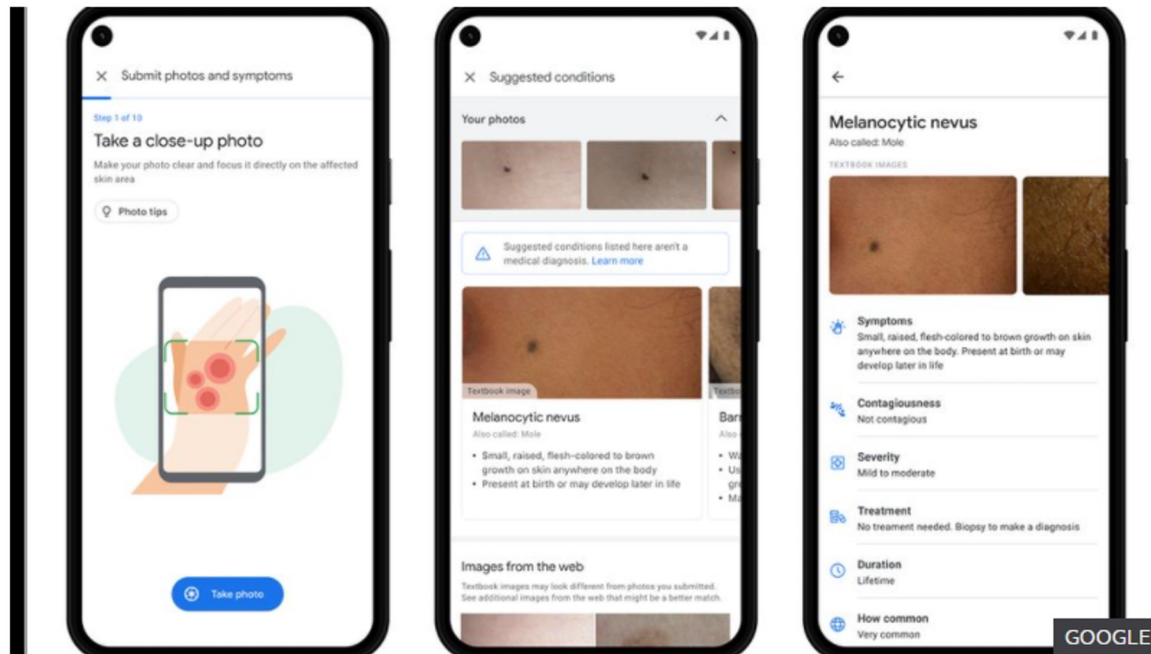 Submit photos and symptoms
Step 1 of 10
Take a close-up photo
Make your photo clear and focus it directly on the affected
skin area
Photo tips
Take photo
Suggested conditions
Your photos
Suggested conditions listed here aren't a
medical diagnosis. Learn more
Textbook image
Melanocytic nevus
Also called: Mole
• Small, raised, flesh-colored to brown
growth on skin anywhere on the body
• Present at birth or may develop later in life
Images from the web
Textbook images may look different from photos you submitted.
See additional images from the web that might be a better match.
Melanocytic nevus
Also called: Mole
TEXTBOOK IMAGES
Symptoms
Small, raised, flesh-colored to brown growth on skin
anywhere on the body. Present at birth or may
develop later in life
Contagiousness
Not contagious
Severity
Mild to moderate
Treatment
No treament needed. Biopsy to make a diagnosis
Duration
Lifetime
How common
Very common
GOOGLE